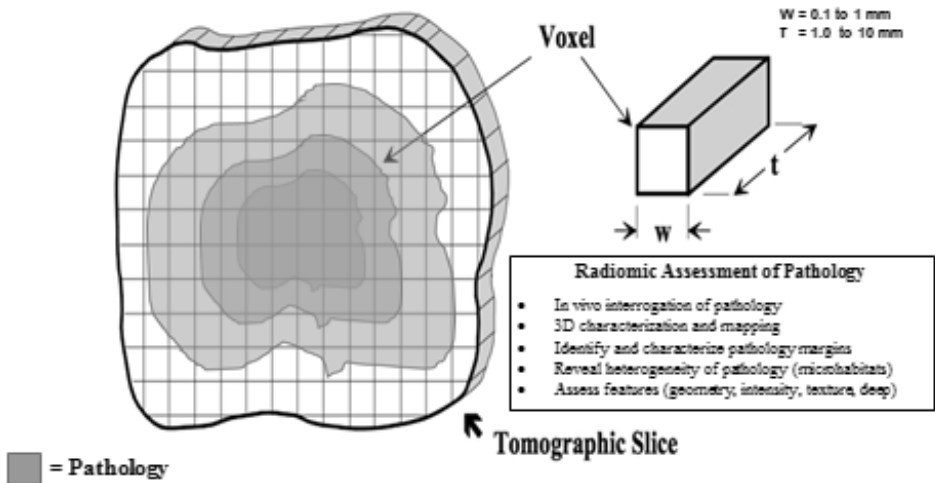 W = 0.1 to 1 mm
T = 1.0 to 10 mm
Voxel
t
w
Radiomic Assessment of Pathology
• In vivo interrogation of pathology
• 3D characterization and mapping
• Identify and characterize pathology margins
• Reveal heterogeneity of pathology (microhabitats)
• Assess features (geometry, intensity, texture, deep)
Tomographic Slice
= Pathology